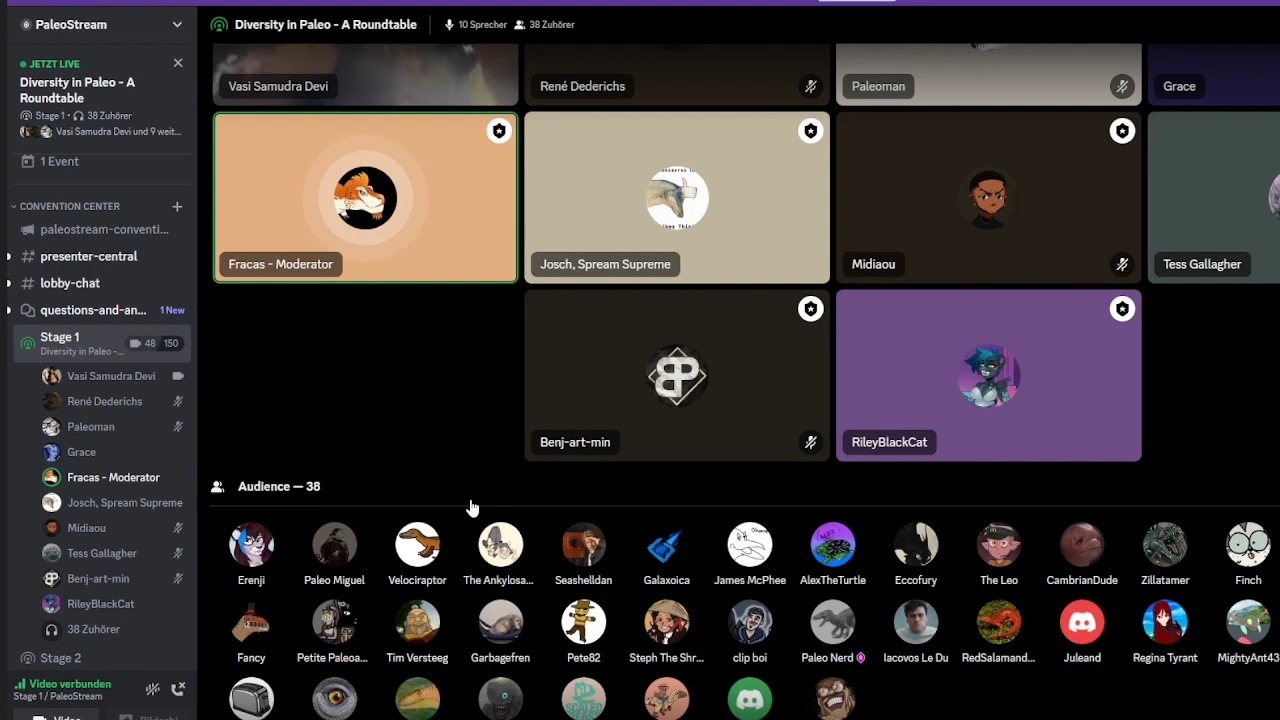 PaleoStream
Diversity in Paleo - A Roundtable
10 Sprecher
38 Zuhörer
JETZT LIVE
Diversity in Paleo - A
Roundtable
Stage 1 • 38 Zuhörer
Vasi Samudra Devi und 9 weit...
1 Event
CONVENTION CENTER
paleostream-conventi...
presenter-central
lobby-chat
questions-and-an...
1 New
Stage 1
48 150
Diversity in Paleo -...
Vasi Samudra Devi
René Dederichs
Paleoman
Grace
Fracas - Moderator
Josch, Spream Supreme
Midiaou
Tess Gallagher
Benj-art-min
RileyBlackCat
38 Zuhörer
Stage 2
Video verbunden
Stage 1 / PaleoStream
Video
Vasi Samudra Devi
René Dederichs
Paleoman
Grace
Fracas - Moderator
Josch, Spream Supreme
Midiaou
Tess Gallagher
BP
Benj-art-min
RileyBlackCat
Audience — 38
Erenji
Paleo Miguel
Velociraptor
The Ankylosa...
Seashelldan
Galaxoica
James McPhee
AlexTheTurtle
Eccofury
The Leo
CambrianDude
Zillatamer
Finch
Fancy
Petite Paleoa...
Tim Versteeg
Garbagefren
Pete82
Steph The Shr...
clip boi
Paleo Nerd
Iacovos Le Du
RedSalamand...
Juleand
Regina Tyrant
MightyAnt43